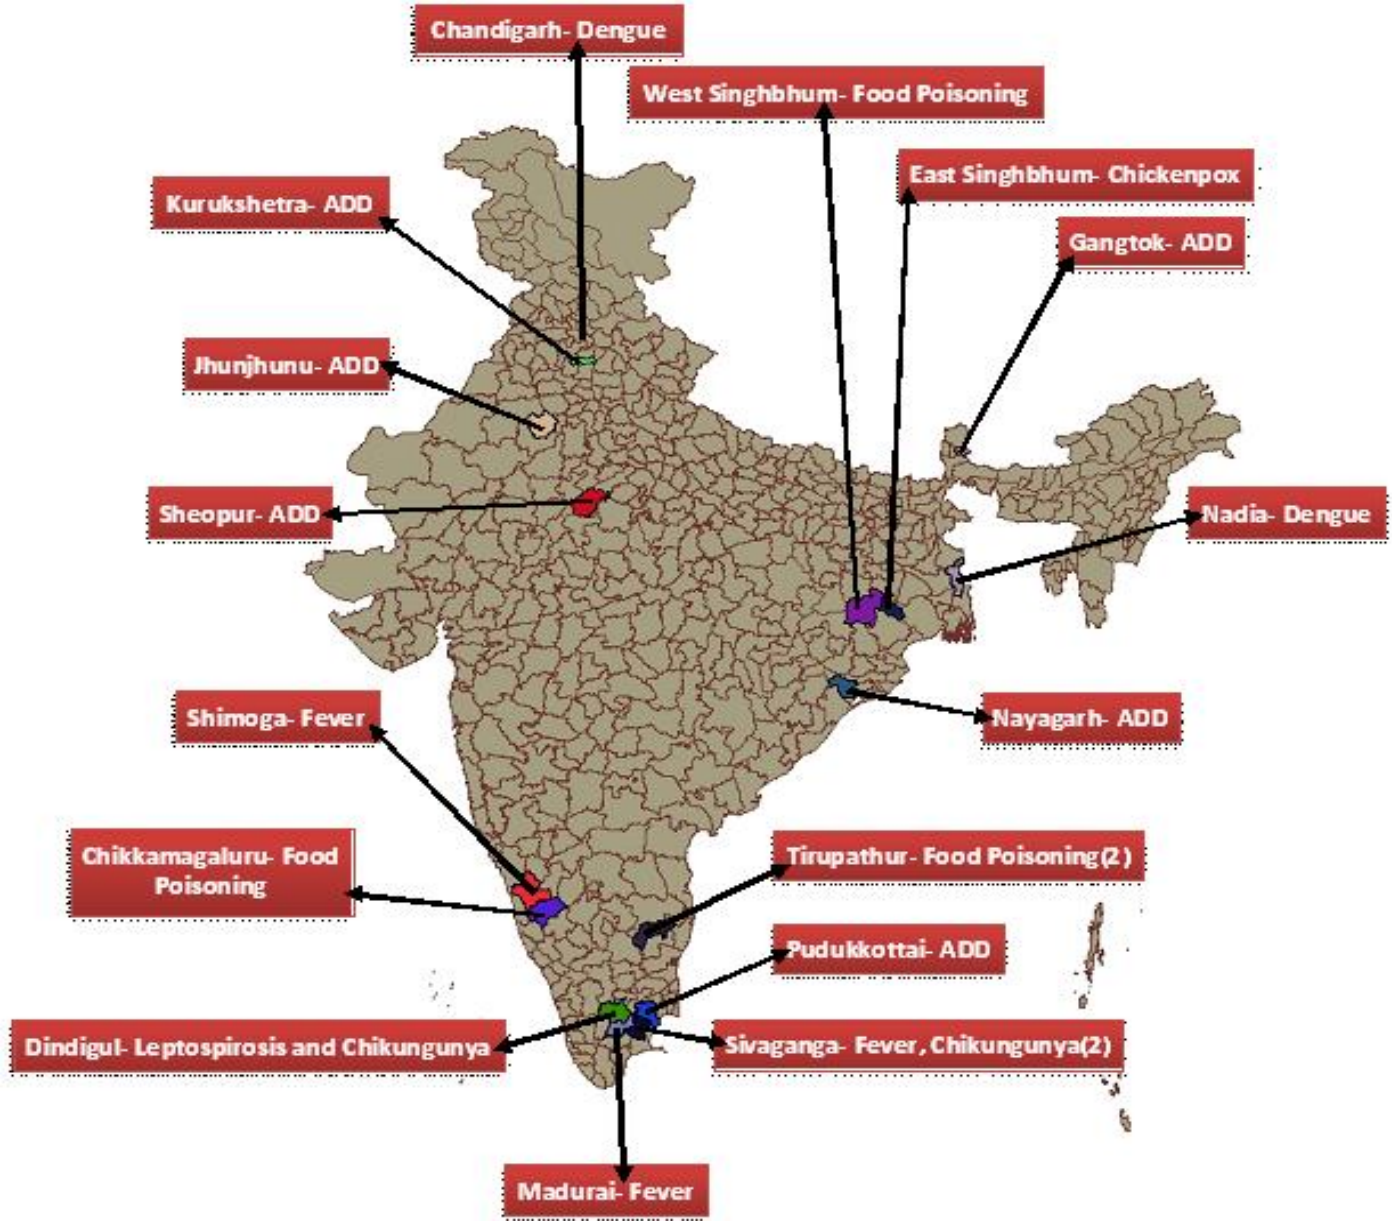 Chandigarh- Dengue
West Singhbhum- Food Poisoning
East Singhbhum- Chickenpox
Kurukshetra- ADD
Gangtok- ADD
Jhunjhunu- ADD
Sheopur- ADD
Nadia- Dengue
Shimoga- Fever
Nayagarh- ADD
Chikkamagaluru- Food
Poisoning
Tirupathur- Food Poisoning(2)
Pudukkottai- ADD
Dindigul- Leptospirosis and Chikungunya
Sivaganga- Fever, Chikungunya(2)
Madurai- Fever